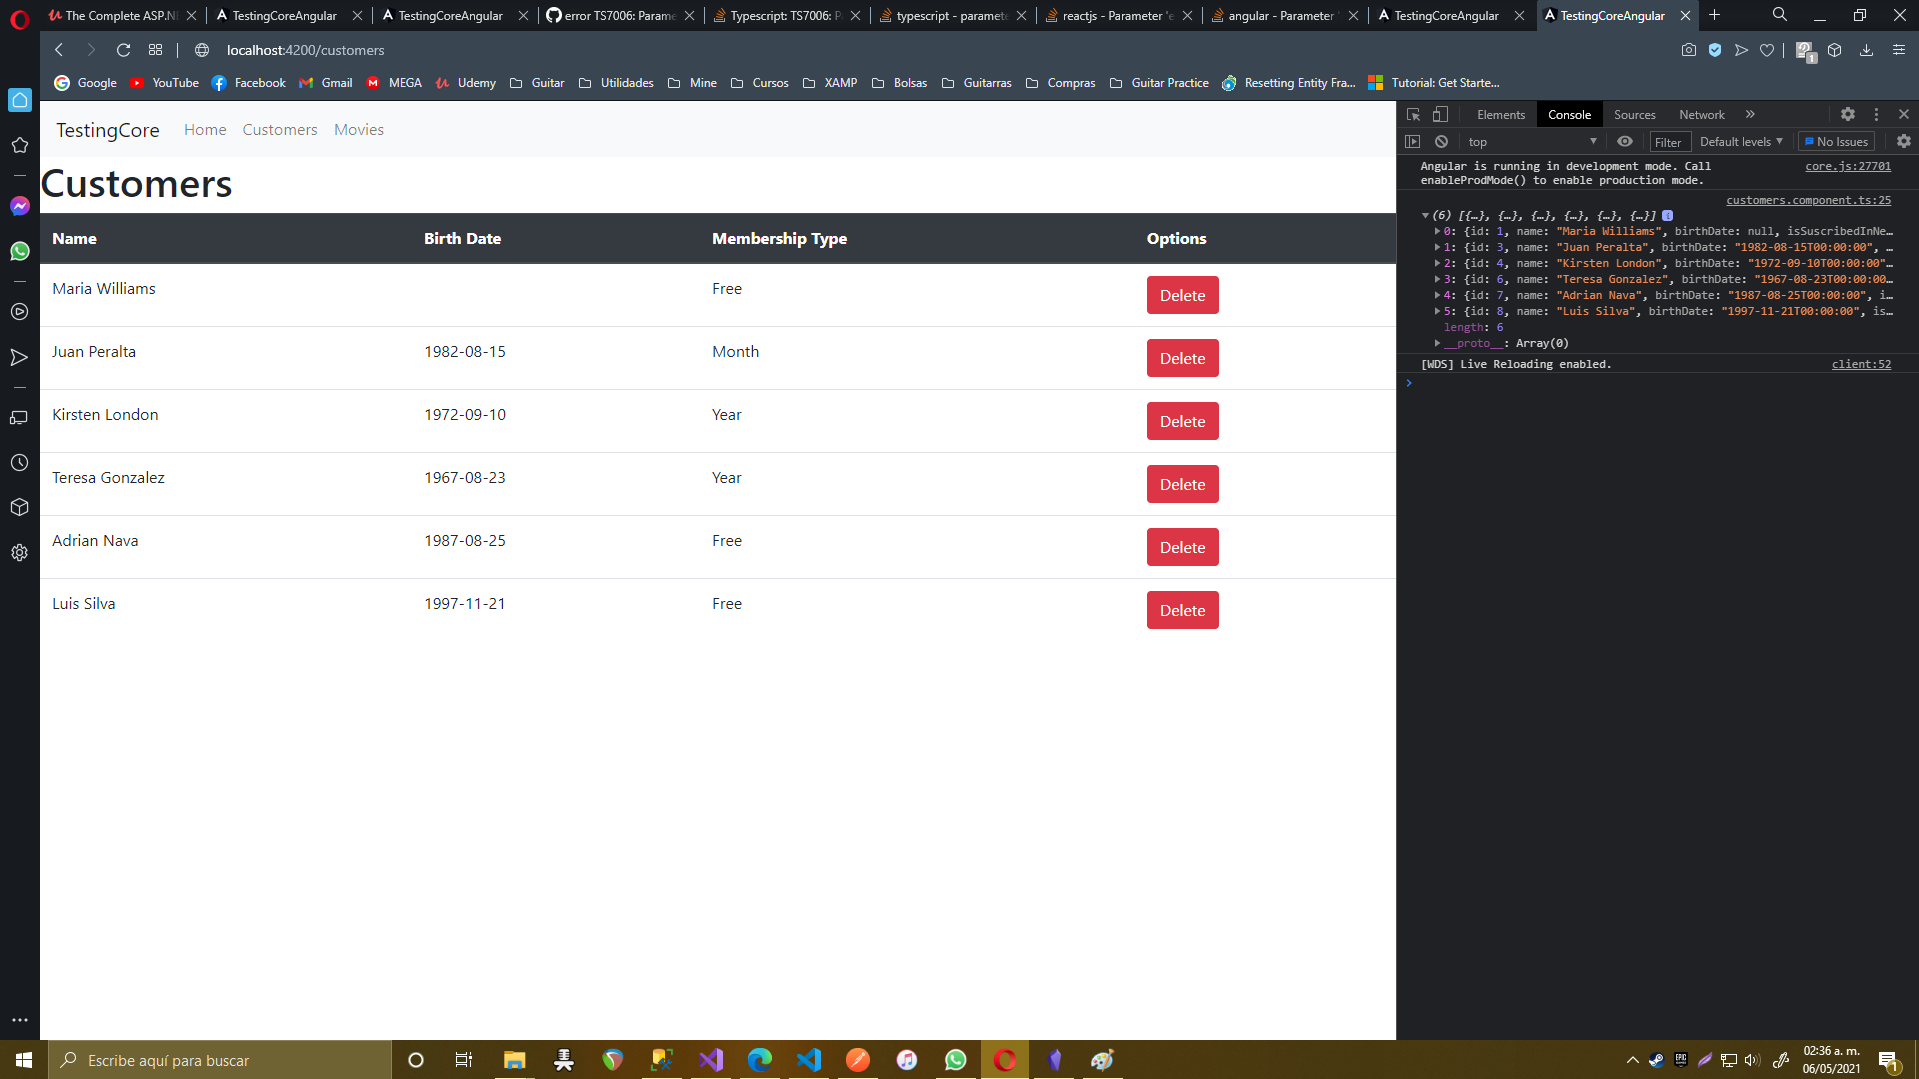 The Complete ASP.N
TestingCoreAngular
TestingCoreAngular
error TS7006: Parame
Typescript: TS7006: P
typescript - paramete
reactjs - Parameter 'e
angular - Parameter
TestingCoreAngular
TestingCoreAngular
localhost:4200/customers
1
Google
YouTube
Facebook
Gmail
MEGA
Udemy
Guitar
Utilidades
Mine
Cursos
XAMP
Bolsas
Guitarras
Compras
Guitar Practice
Resetting Entity Fra...
Tutorial: Get Starte...
TestingCore Home Customers Movies
Customers
Name Birth Date Membership Type Options
Maria Williams Free Delete
Juan Peralta 1982-08-15 Month Delete
Kirsten London 1972-09-10 Year Delete
Teresa Gonzalez 1967-08-23 Year Delete
Adrian Nava 1987-08-25 Free Delete
Luis Silva 1997-11-21 Free Delete
Elements Console Sources Network »
top Filter Default levels No Issues
Angular is running in development mode. Call core.js:27701
enableProdMode() to enable production mode.
customers.component.ts:25
(6) [{…}, {…}, {…}, {…}, {…}, {…}] i
0: {id: 1, name: "Maria Williams", birthDate: null, isSuscribedInNe…
1: {id: 3, name: "Juan Peralta", birthDate: "1982-08-15T00:00:00", …
2: {id: 4, name: "Kirsten London", birthDate: "1972-09-10T00:00:00"…
3: {id: 6, name: "Teresa Gonzalez", birthDate: "1967-08-23T00:00:00…
4: {id: 7, name: "Adrian Nava", birthDate: "1987-08-25T00:00:00", i…
5: {id: 8, name: "Luis Silva", birthDate: "1997-11-21T00:00:00", is…
length: 6
__proto__: Array(0)
[WDS] Live Reloading enabled. client:52
Escribe aquí para buscar
EPIC
02:36 a. m.
06/05/2021
1